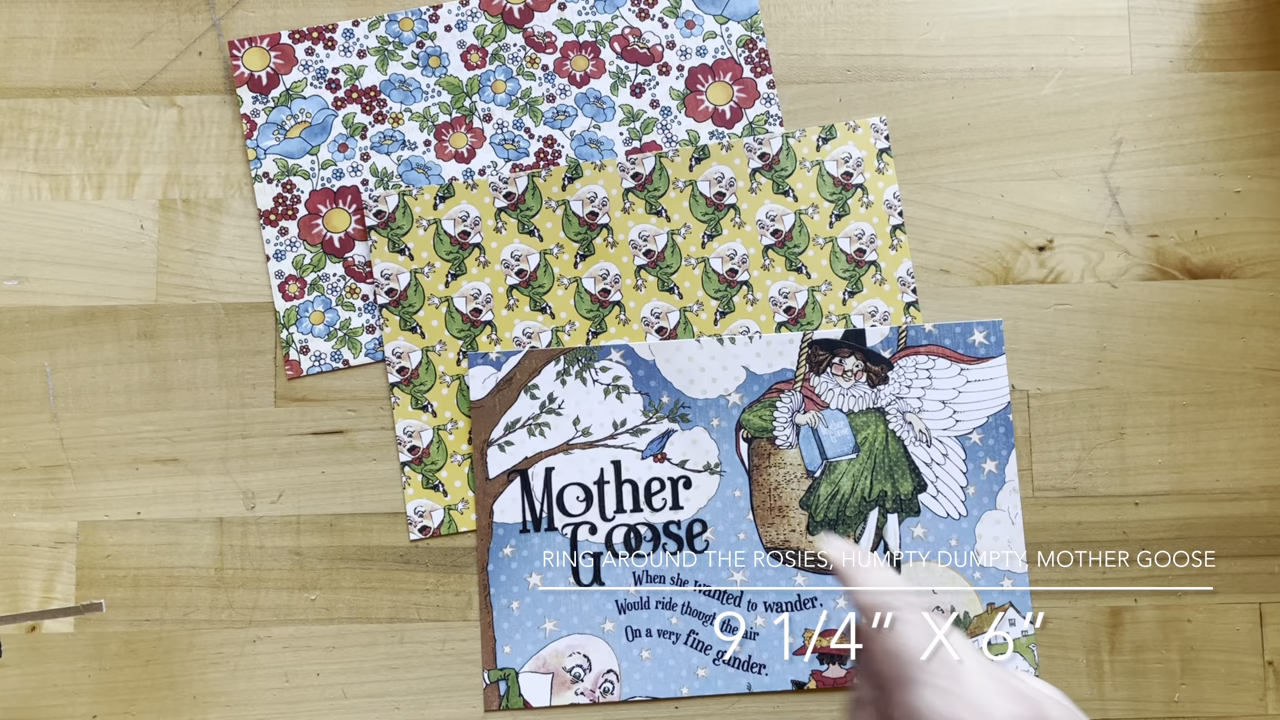 Mother
Goose
When she wanted to wander,
Would ride though the air
On a very fine gander.
RING AROUND THE ROSIES, HUMPTY DUMPTY, MOTHER GOOSE
9 1/4” X 6”